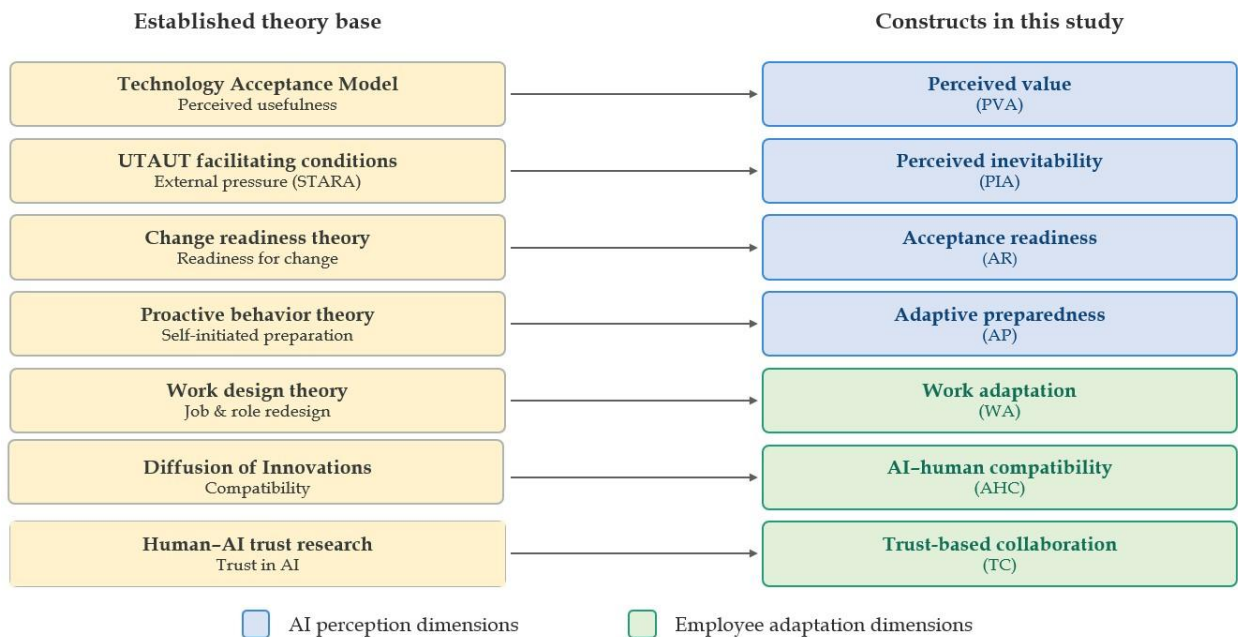 Established theory base
Constructs in this study
Technology Acceptance Model
Perceived usefulness
Perceived value
(PVA)
UTAUT facilitating conditions
External pressure (STARA)
Perceived inevitability
(PIA)
Change readiness theory
Readiness for change
Acceptance readiness
(AR)
Proactive behavior theory
Self-initiated preparation
Adaptive preparedness
(AP)
Work design theory
Job & role redesign
Work adaptation
(WA)
Diffusion of Innovations
Compatibility
AI–human compatibility
(AHC)
Human–AI trust research
Trust in AI
Trust-based collaboration
(TC)
AI perception dimensions
Employee adaptation dimensions